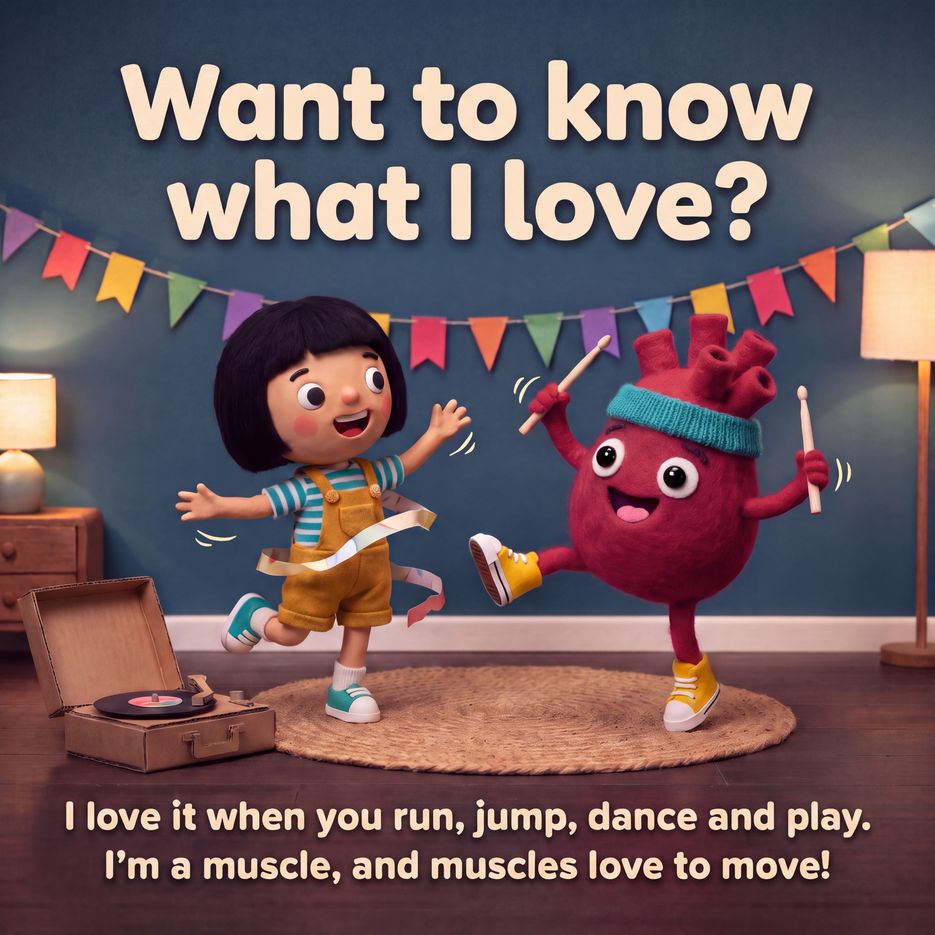 Want to know
what I love?
I love it when you run, jump, dance and play.
I'm a muscle, and muscles love to move!